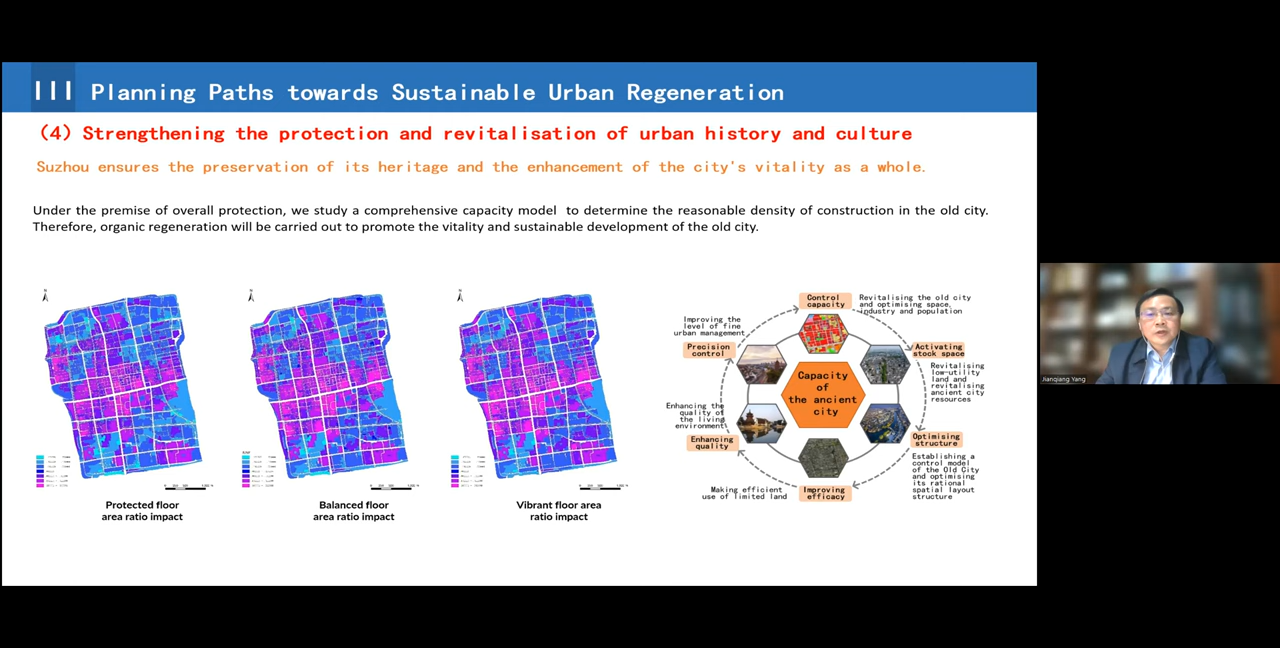 III Planning Paths towards Sustainable Urban Regeneration
（4）Strengthening the protection and revitalisation of urban history and culture
Suzhou ensures the preservation of its heritage and the enhancement of the city's vitality as a whole.
Under the premise of overall protection, we study a comprehensive capacity model to determine the reasonable density of construction in the old city.
Therefore, organic regeneration will be carried out to promote the vitality and sustainable development of the old city.
N
N
N
Protected floor
area ratio impact
Balanced floor
area ratio impact
Vibrant floor area
ratio impact
Control
capacity
Revitalising the old city
and optimising space,
industry and population
Activating
stock space
Revitalising
low-utility
land and
revitalising
ancient city
resources
Optimising
structure
Establishing a
control model
of the Old City
and optimising
its rational
spatial layout
structure
Improving
efficacy
Making efficient
use of limited land
Enhancing
quality
Enhancing the
quality of
the living
environment
Precision
control
Improving the
level of fine
urban management
Capacity
of
the ancient
city
Jianqiang Yang